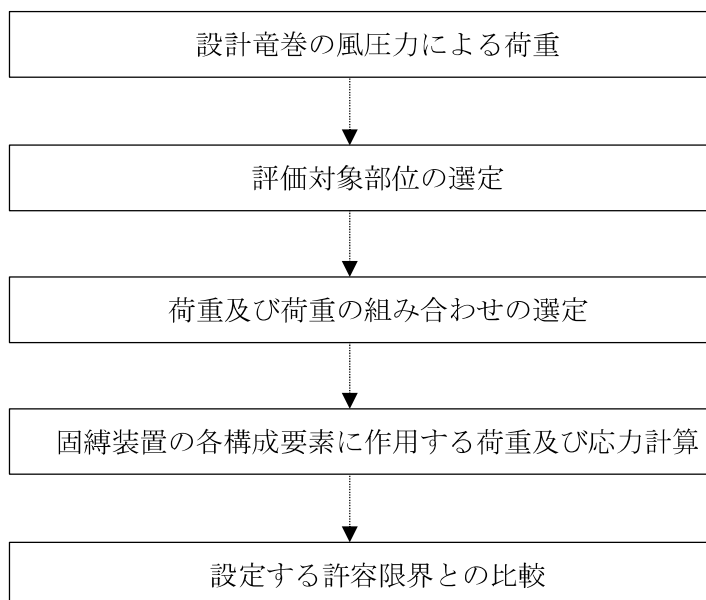 設計竜巻の風圧力による荷重
評価対象部位の選定
荷重及び荷重の組み合わせの選定
固縛装置の各構成要素に作用する荷重及び応力計算
設定する許容限界との比較